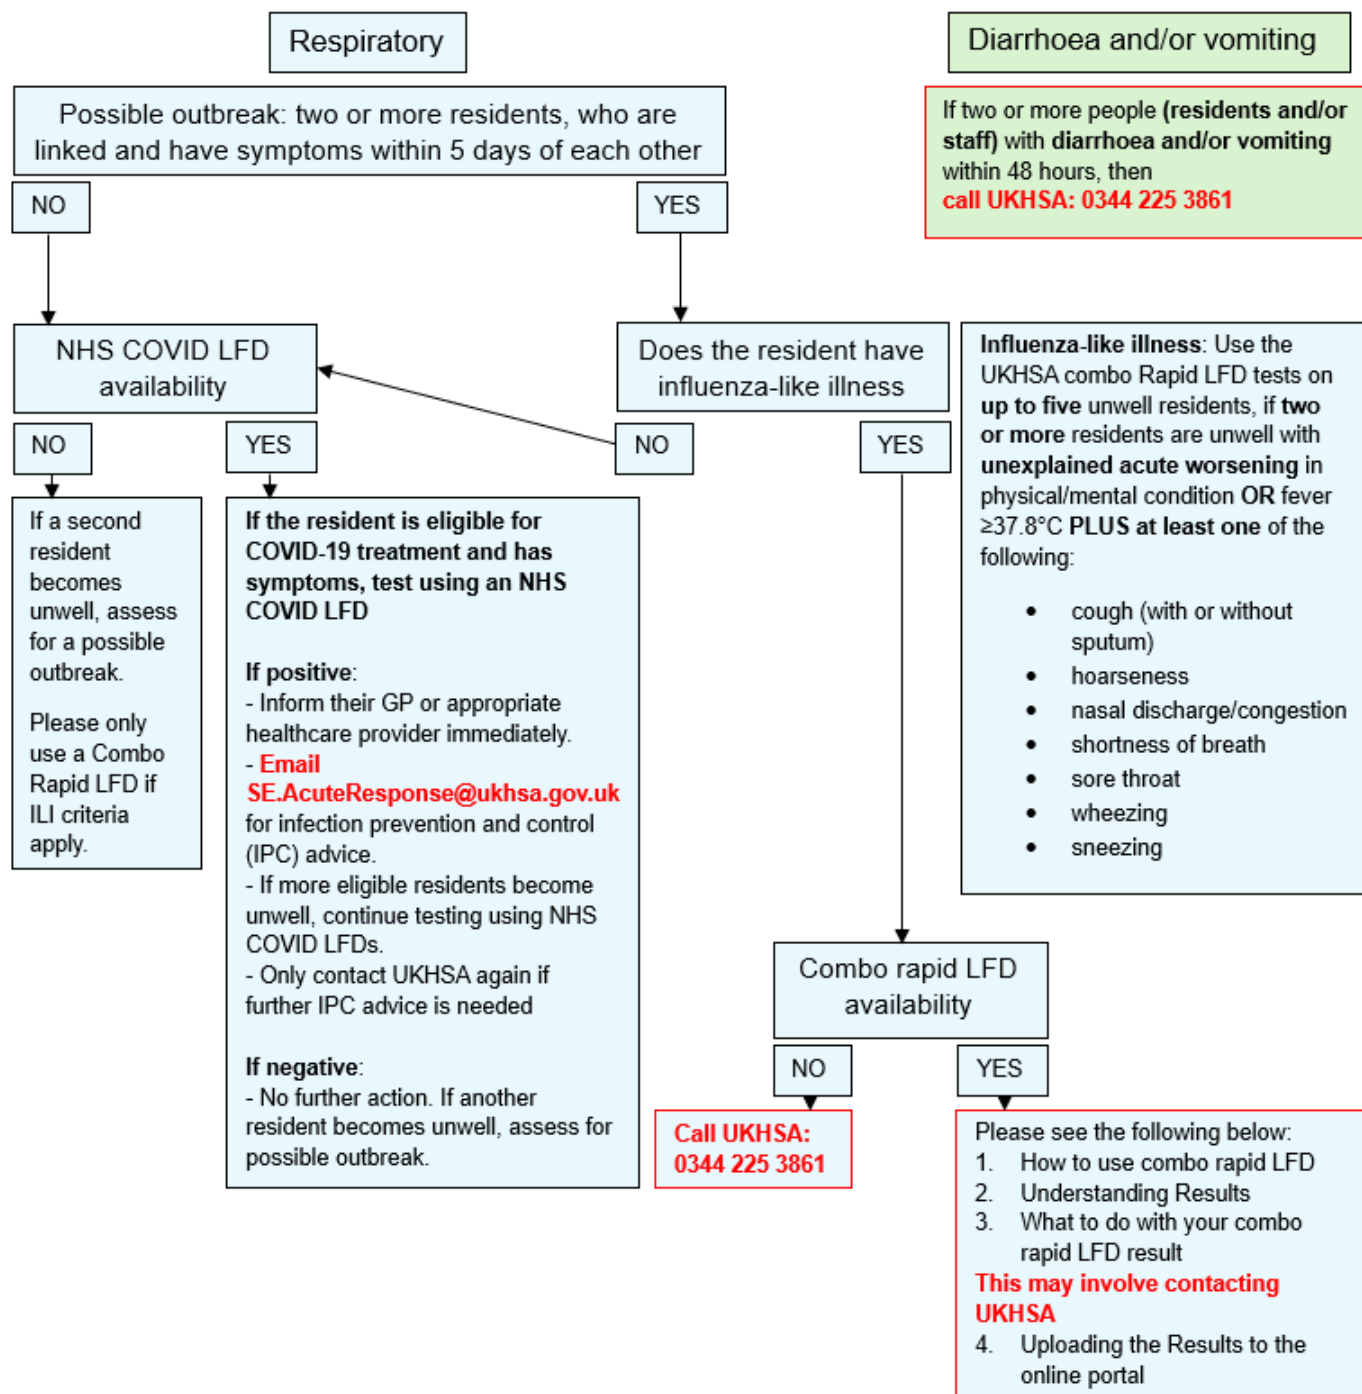 Respiratory
Diarrhoea and/or vomiting
Possible outbreak: two or more residents, who are
linked and have symptoms within 5 days of each other
If two or more people (residents and/or
staff) with diarrhoea and/or vomiting
within 48 hours, then
call UKHSA: 0344 225 3861
NO
YES
NHS COVID LFD
availability
Does the resident have
influenza-like illness
Influenza-like illness: Use the
UKHSA combo Rapid LFD tests on
up to five unwell residents, if two
or more residents are unwell with
unexplained acute worsening in
physical/mental condition OR fever
≥37.8°C PLUS at least one of the
following:
• cough (with or without
sputum)
• hoarseness
• nasal discharge/congestion
• shortness of breath
• sore throat
• wheezing
• sneezing
NO
YES
NO
YES
If a second
resident
becomes
unwell, assess
for a possible
outbreak.
Please only
use a Combo
Rapid LFD if
ILI criteria
apply.
If the resident is eligible for
COVID-19 treatment and has
symptoms, test using an NHS
COVID LFD
If positive:
- Inform their GP or appropriate
healthcare provider immediately.
- Email
SE.AcuteResponse@ukhsa.gov.uk
for infection prevention and control
(IPC) advice.
- If more eligible residents become
unwell, continue testing using NHS
COVID LFDs.
- Only contact UKHSA again if
further IPC advice is needed
If negative:
- No further action. If another
resident becomes unwell, assess for
possible outbreak.
Combo rapid LFD
availability
NO
YES
Call UKHSA:
0344 225 3861
Please see the following below:
1. How to use combo rapid LFD
2. Understanding Results
3. What to do with your combo
rapid LFD result
This may involve contacting
UKHSA
4. Uploading the Results to the
online portal